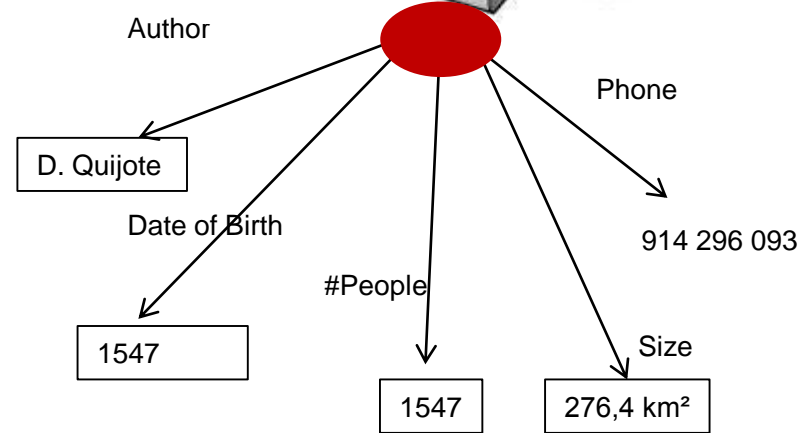 Author
Phone
D. Quijote
Date of Birth
914 296 093
#People
1547
Size
1547
276,4 km²